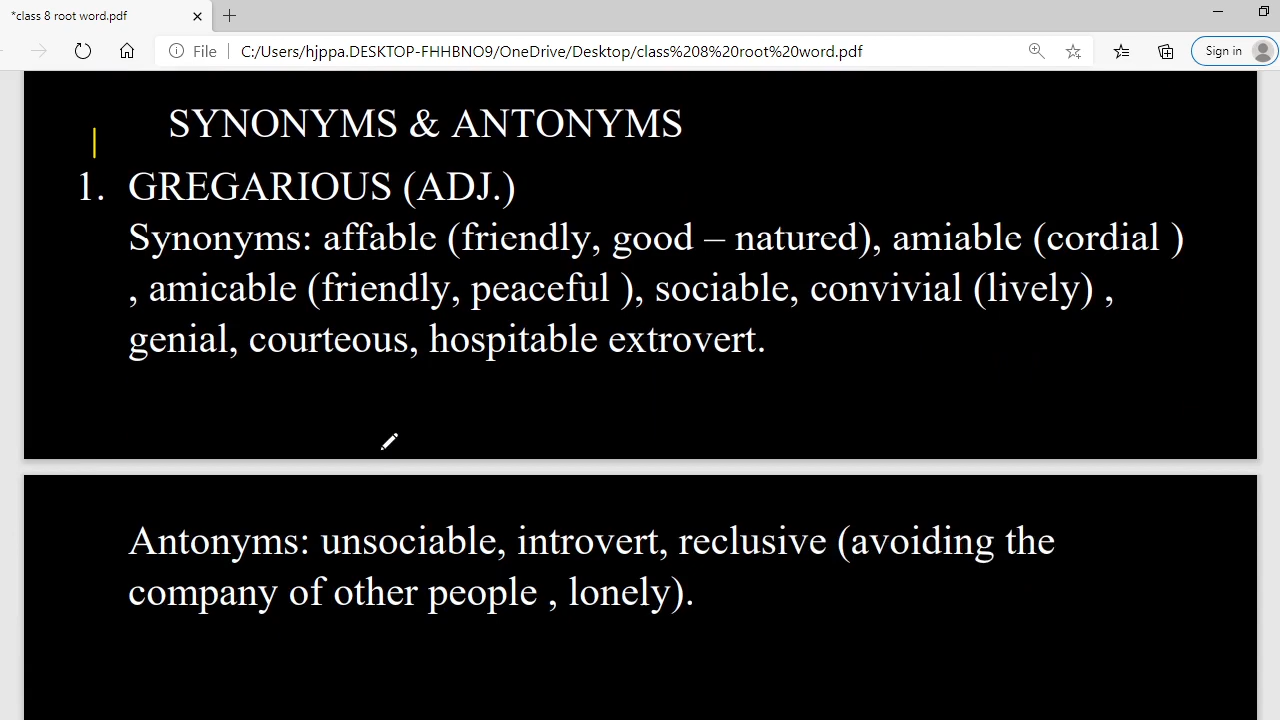 *class 8 root word.pdf
File
C:/Users/hjppa.DESKTOP-FHHBNO9/OneDrive/Desktop/class%208%20root%20word.pdf
Sign in
SYNONYMS & ANTONYMS
1. GREGARIOUS (ADJ.)
Synonyms: affable (friendly, good – natured), amiable (cordial )
, amicable (friendly, peaceful ), sociable, convivial (lively) ,
genial, courteous, hospitable extrovert.
Antonyms: unsociable, introvert, reclusive (avoiding the
company of other people , lonely).